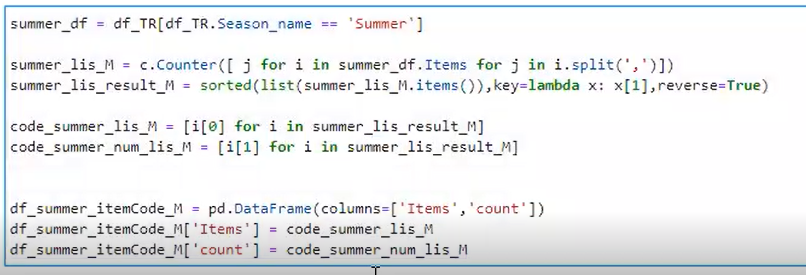 summer_df = df_TR[df_TR.Season_name == 'Summer']
summer_lis_M = c.Counter([ j for i in summer_df.Items for j in i.split(',')])
summer_lis_result_M = sorted(list(summer_lis_M.items()),key=lambda x: x[1],reverse=True)
code_summer_lis_M = [i[0] for i in summer_lis_result_M]
code_summer_num_lis_M = [i[1] for i in summer_lis_result_M]
df_summer_itemCode_M = pd.DataFrame(columns=['Items','count'])
df_summer_itemCode_M['Items'] = code_summer_lis_M
df_summer_itemCode_M['count'] = code_summer_num_lis_M